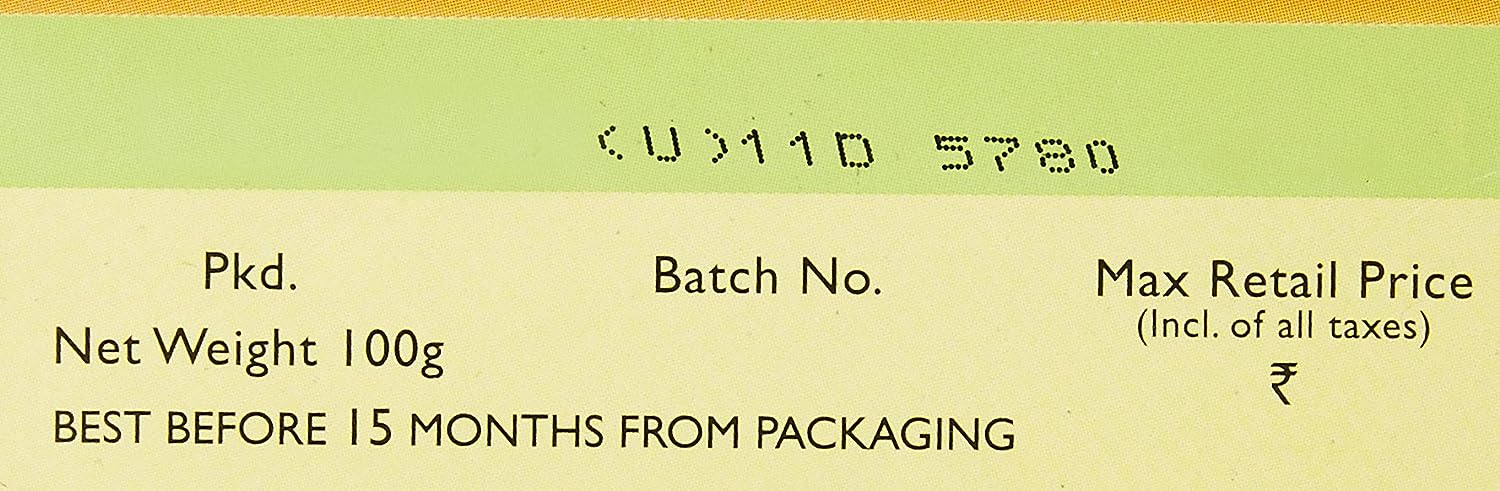 (U)11D 5780
Pkd. Batch No. Max Retail Price
(Incl. of all taxes)
Net Weight 100g
₹
BEST BEFORE 15 MONTHS FROM PACKAGING